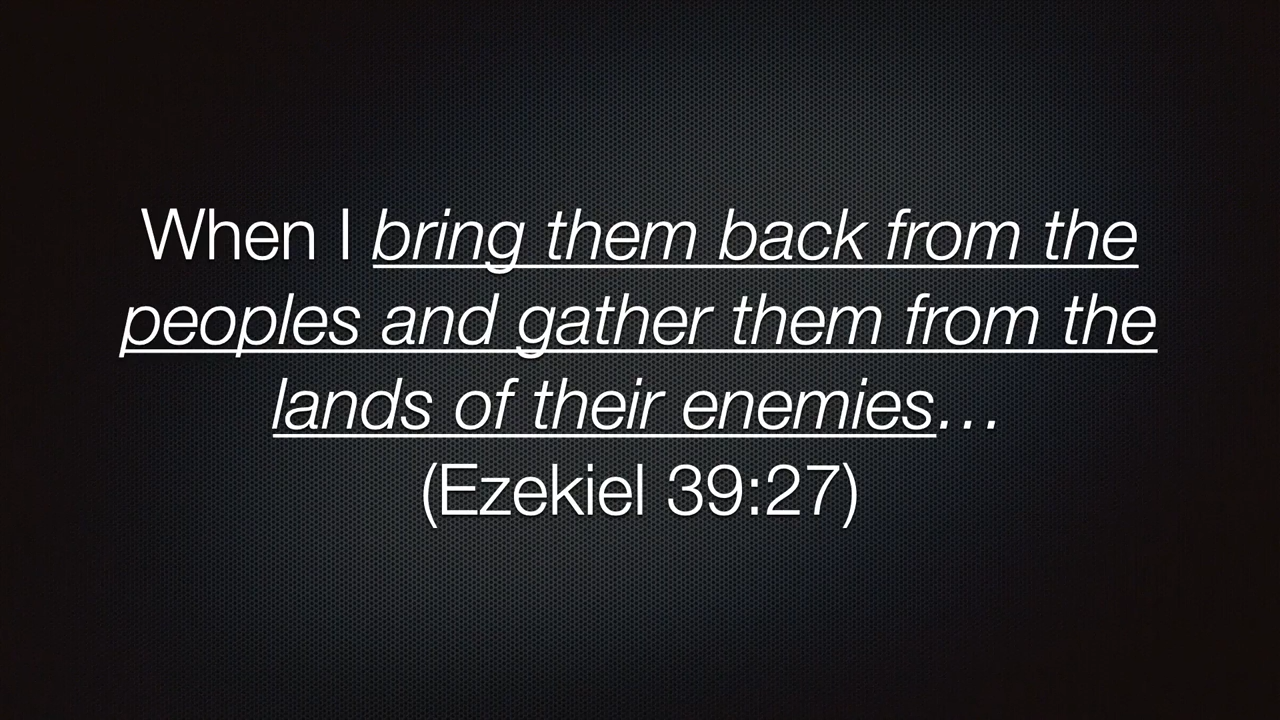 When I bring them back from the
peoples and gather them from the
lands of their enemies…
(Ezekiel 39:27)